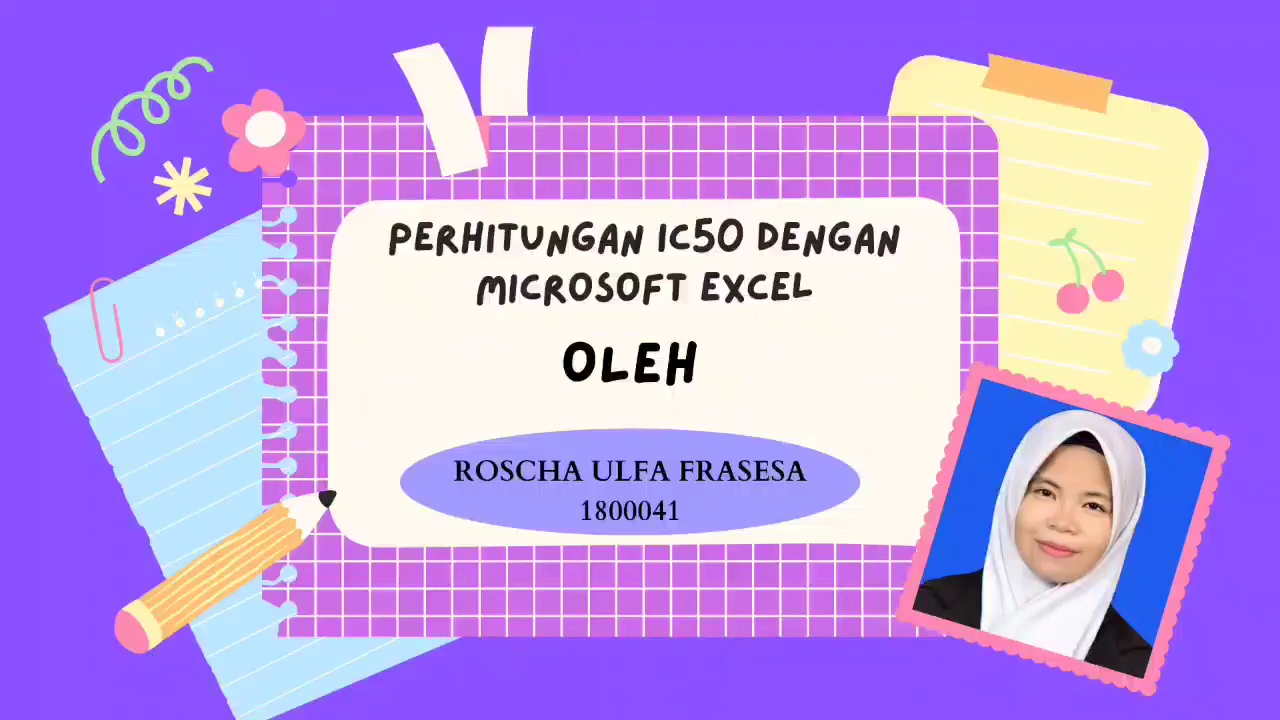 PERHITUNGAN IC50 DENGAN
MICROSOFT EXCEL
OLEH
ROSCHA ULFA FRASESA
1800041